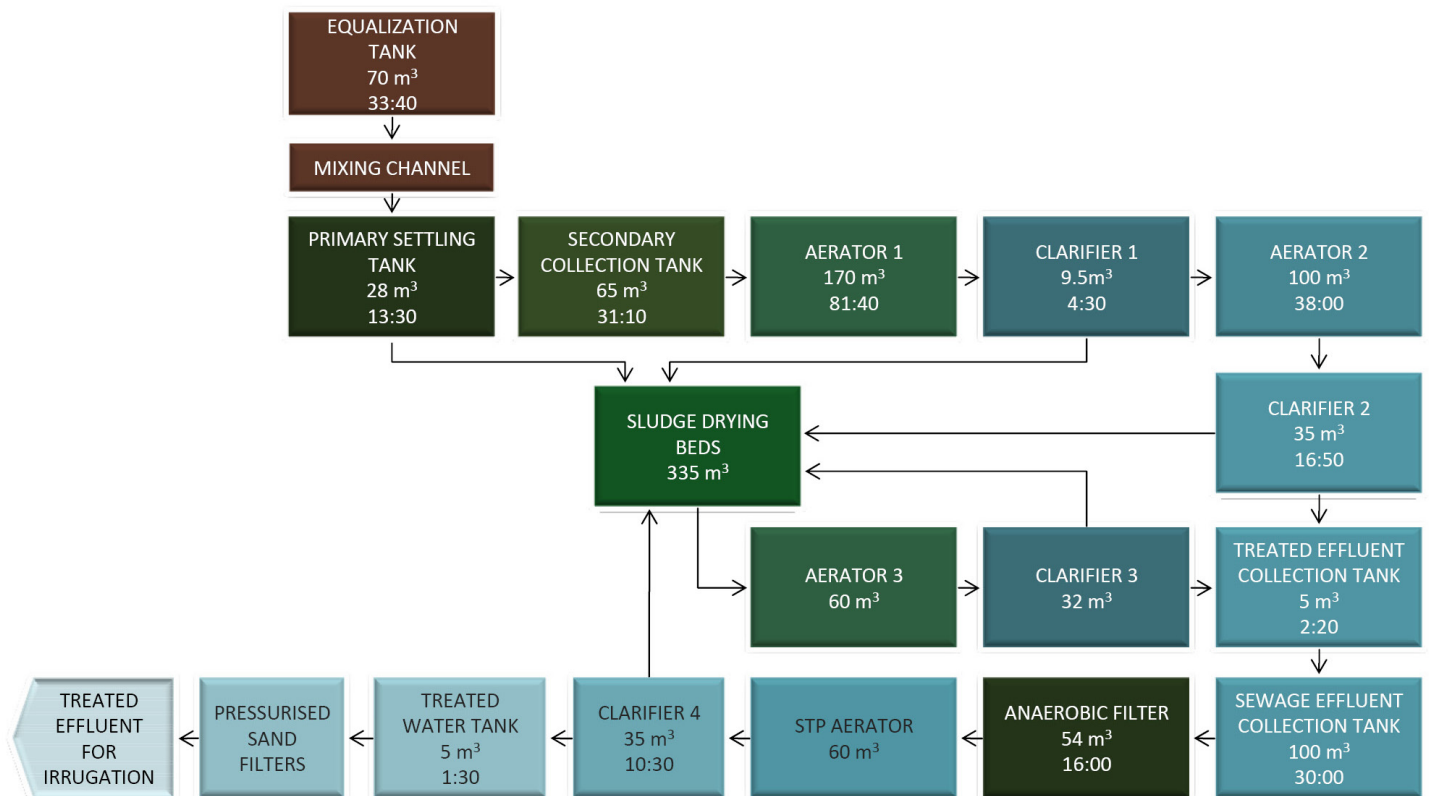 EQUALIZATION
TANK
70 m³
33:40
MIXING CHANNEL
PRIMARY SETTLING
TANK
28 m³
13:30
SECONDARY
COLLECTION TANK
65 m³
31:10
AERATOR 1
170 m³
81:40
CLARIFIER 1
9.5m³
4:30
AERATOR 2
100 m³
38:00
CLARIFIER 2
35 m³
16:50
SLUDGE DRYING
BEDS
335 m³
AERATOR 3
60 m³
CLARIFIER 3
32 m³
TREATED EFFLUENT
COLLECTION TANK
5 m³
2:20
SEWAGE EFFLUENT
COLLECTION TANK
100 m³
30:00
ANAEROBIC FILTER
54 m³
16:00
STP AERATOR
60 m³
CLARIFIER 4
35 m³
10:30
TREATED
WATER TANK
5 m³
1:30
PRESSURISED
SAND
FILTERS
TREATED
EFFLUENT
FOR
IRRUGATION